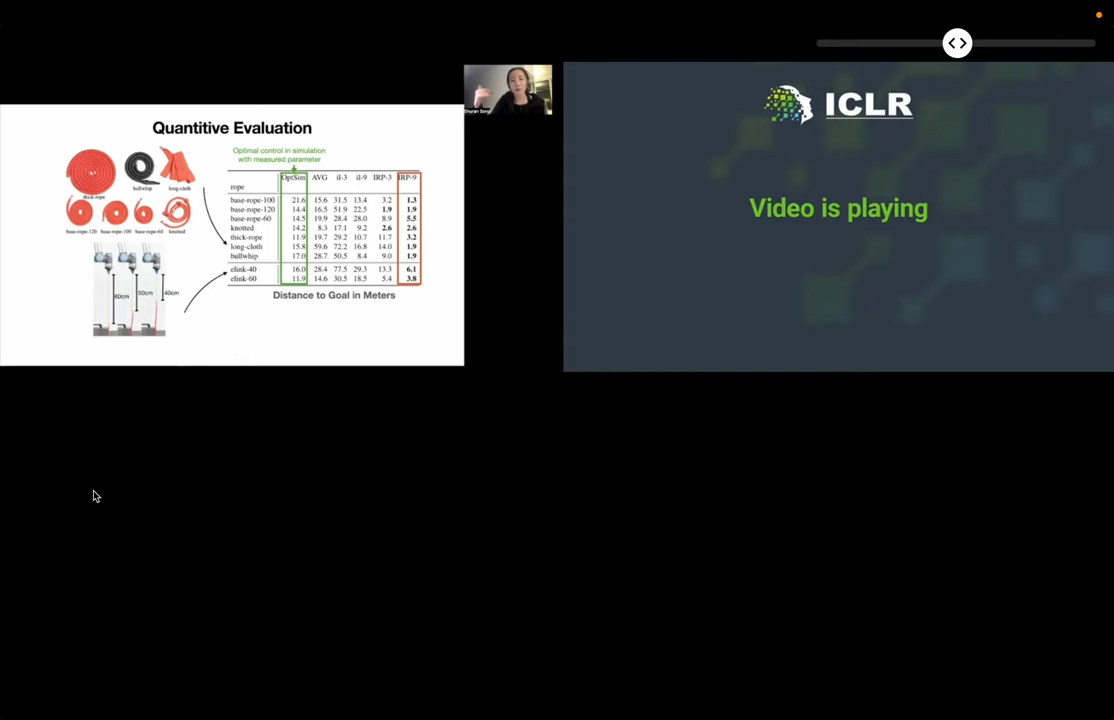 Quantitive Evaluation
Optimal control in simulation
with measured parameter
OptSim AVG il-3 il-9 IRP-3 IRP-9
rope
base-rope-100 21.6 15.6 31.5 13.4 3.2 1.3
base-rope-120 14.4 16.5 51.9 22.5 1.9 1.9
base-rope-60 14.5 19.9 28.4 28.0 8.9 5.5
knotted 14.2 8.3 17.1 9.2 2.6 2.6
thick-rope 11.9 19.7 29.2 10.7 11.7 3.2
long-cloth 15.8 59.6 72.2 16.8 14.0 1.9
bullwhip 17.0 28.7 50.5 8.4 9.0 1.9
elink-40 16.0 28.4 77.5 29.3 13.3 6.1
elink-60 11.9 14.6 30.5 18.5 5.4 3.8
Distance to Goal in Meters
thick-rope
bullwhip
long-cloth
base-rope-120 base-rope-100 base-rope-60 knotted
60cm
50cm
40cm
Shuran Song
ICLR
Video is playing